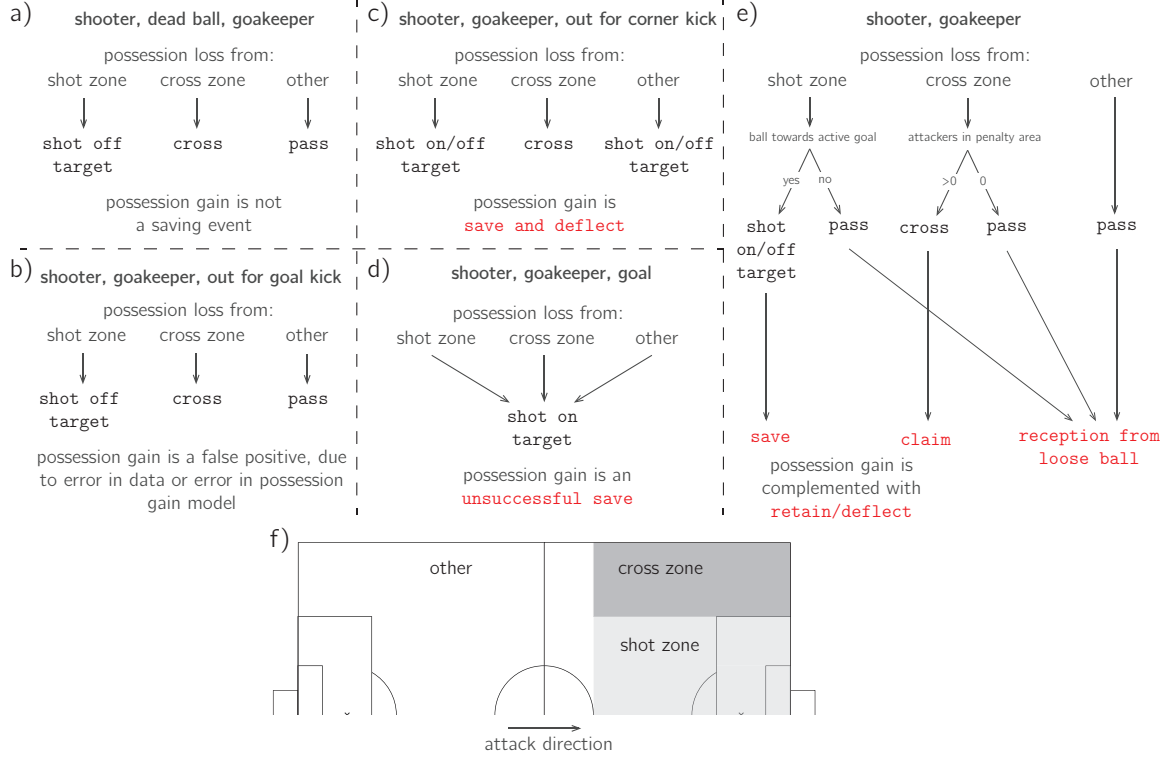 a)
shooter, dead ball, goakeeper
possession loss from:
shot zone cross zone other
shot off
target
cross
pass
possession gain is not
a saving event
b)
shooter, goakeeper, out for goal kick
possession loss from:
shot zone cross zone other
shot off
target
cross
pass
possession gain is a false positive, due
to error in data or error in possession
gain model
c)
shooter, goakeeper, out for corner kick
possession loss from:
shot zone cross zone other
shot on/off
target
cross
shot on/off
target
possession gain is
save and deflect
d)
shooter, goakeeper, goal
possession loss from:
shot zone cross zone other
shot on
target
possession gain is an
unsuccessful save
e)
shooter, goakeeper
possession loss from:
shot zone cross zone other
ball towards active goal
attackers in penalty area
yes no
>0 0
shot
on/off
target
pass
cross
pass
pass
save
claim
reception from
loose ball
possession gain is
complemented with
retain/deflect
f)
other
cross zone
shot zone
attack direction